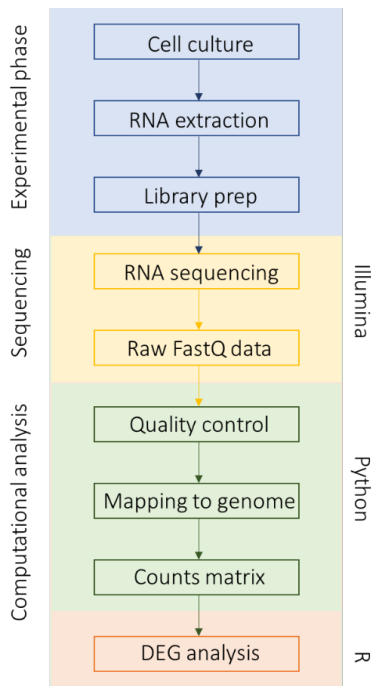 Experimental phase
Cell culture
RNA extraction
Library prep
Sequencing
RNA sequencing
Raw FastQ data
Illumina
Computational analysis
Quality control
Mapping to genome
Counts matrix
Python
DEG analysis
R